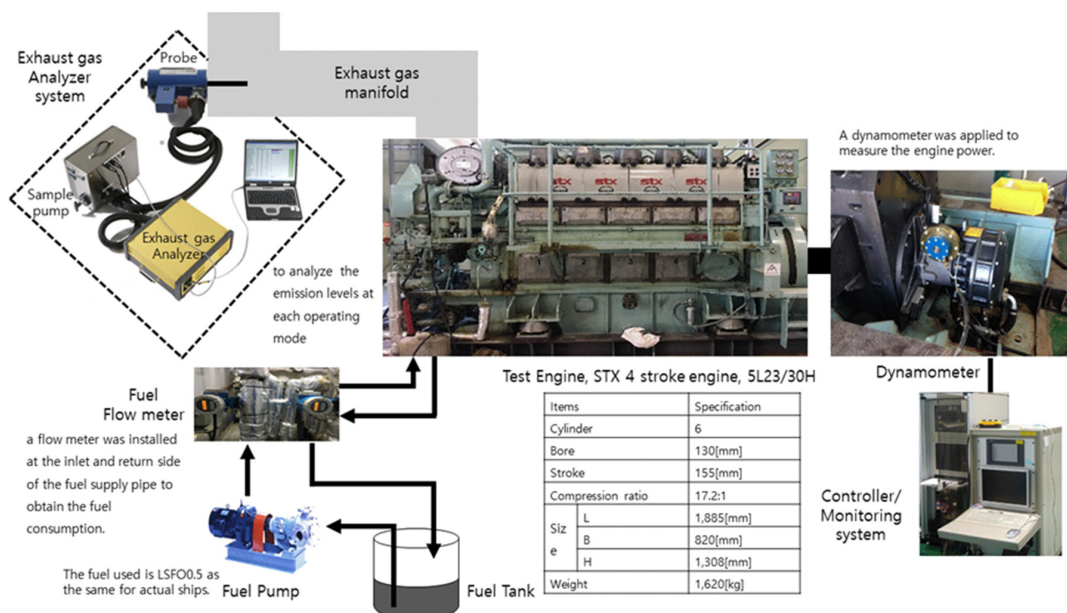 Exhaust gas
Analyzer
system
Probe
Exhaust gas
manifold
Sample
pump
Exhaust gas
Analyzer
to analyze the
emission levels at
each operating
mode
stx stx stx stx
A dynamometer was applied to
measure the engine power.
Dynamometer
Controller/
Monitoring
system
Fuel
Flow meter
a flow meter was installed
at the inlet and return side
of the fuel supply pipe to
obtain the fuel
consumption.
The fuel used is LSFO0.5 as
the same for actual ships.
Fuel Pump
Fuel Tank
Test Engine, STX 4 stroke engine, 5L23/30H
Items Specification
Cylinder 6
Bore 130[mm]
Stroke 155[mm]
Compression ratio 17.2:1
Siz
e
L 1,885[mm]
B 820[mm]
H 1,308[mm]
Weight 1,620[kg]